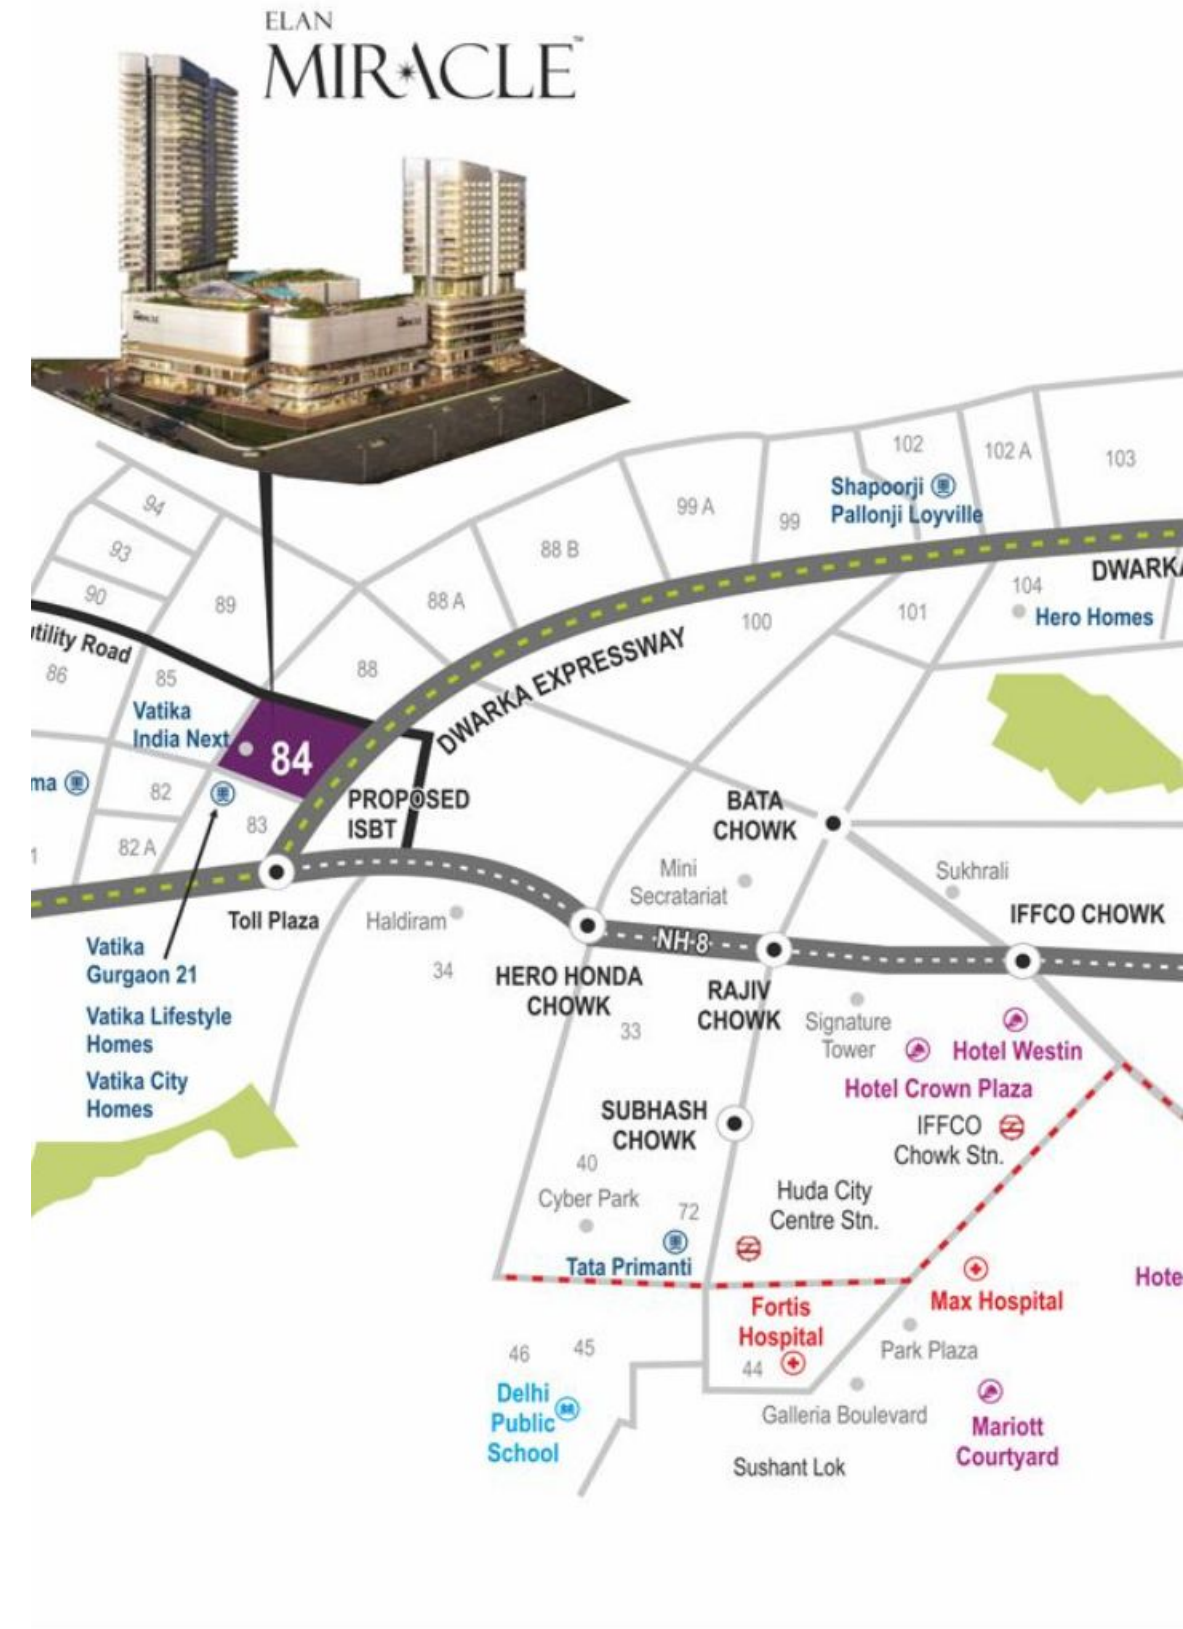 ELAN
MIRACLE™
MIRACLE
MIRACLE
102
102 A
103
94
99 A
Shapoorji
Pallonji Loyville
99
93
88 B
DWARKA
90
89
88 A
100
101
104
Hero Homes
utility Road
86
85
88
DWARKA EXPRESSWAY
Vatika
India Next
84
ma
82
PROPOSED
ISBT
BATA
CHOWK
83
82 A
1
Mini
Secratariat
Sukhrali
Toll Plaza
Haldiram
NH-8
IFFCO CHOWK
Vatika
Gurgaon 21
34
HERO HONDA
CHOWK
RAJIV
CHOWK
33
Signature
Tower
Vatika Lifestyle
Homes
Hotel Westin
Vatika City
Homes
Hotel Crown Plaza
SUBHASH
CHOWK
IFFCO
Chowk Stn.
40
Cyber Park
72
Huda City
Centre Stn.
Tata Primanti
Hote
Fortis
Hospital
Max Hospital
46
45
44
Park Plaza
Delhi
Public
School
Galleria Boulevard
Mariott
Courtyard
Sushant Lok